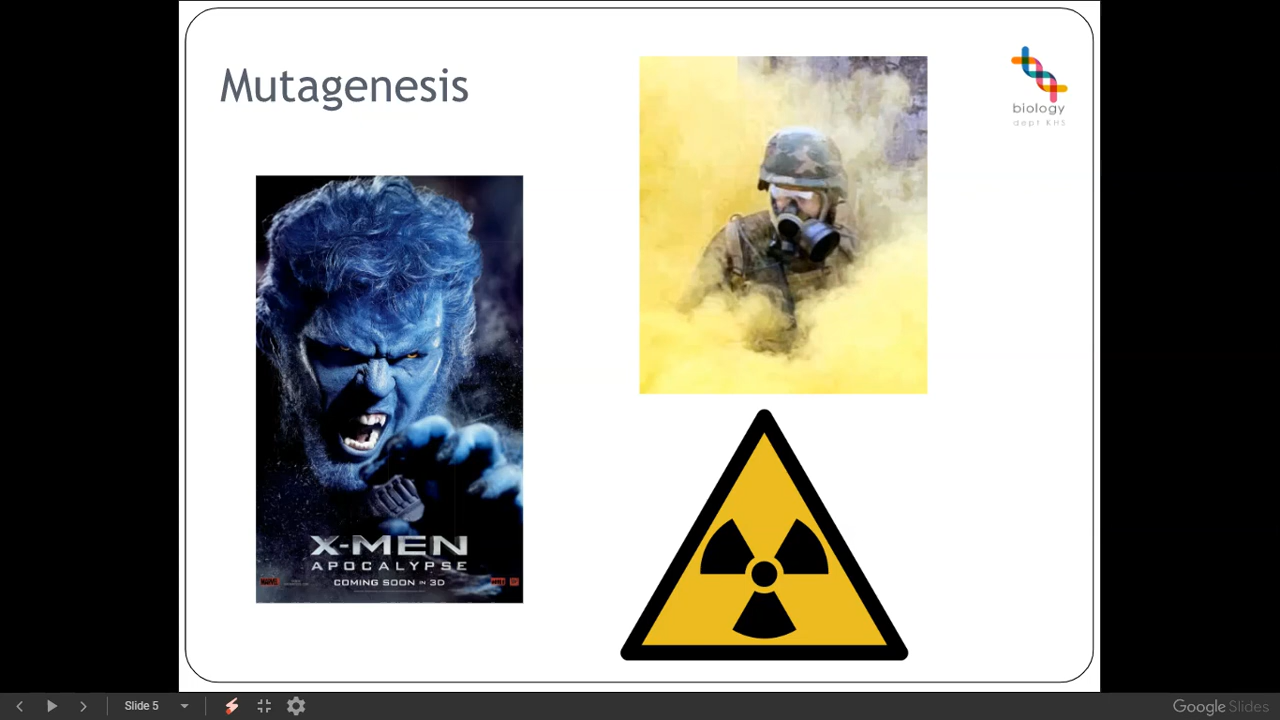 Mutagenesis
biology
dept KHS
X-MEN
APOCALYPSE
COMING SOON IN 3D
Slide 5
Google Slides